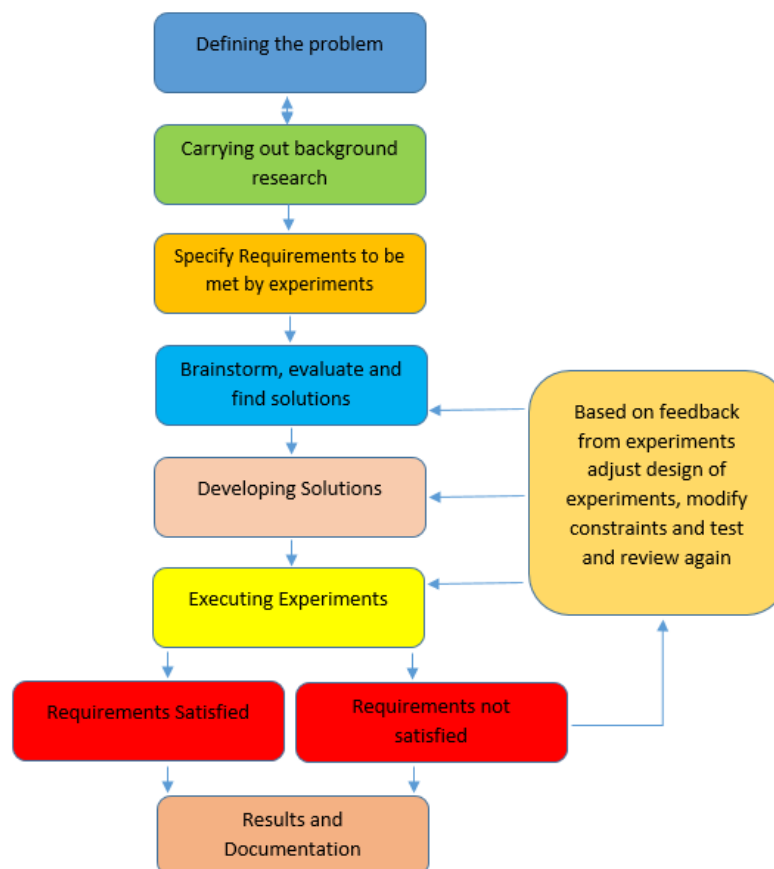 Defining the problem
Carrying out background
research
Specify Requirements to be
met by experiments
Brainstorm, evaluate and
find solutions
Developing Solutions
Executing Experiments
Based on feedback
from experiments
adjust design of
experiments, modify
constraints and test
and review again
Requirements Satisfied
Requirements not
satisfied
Results and
Documentation